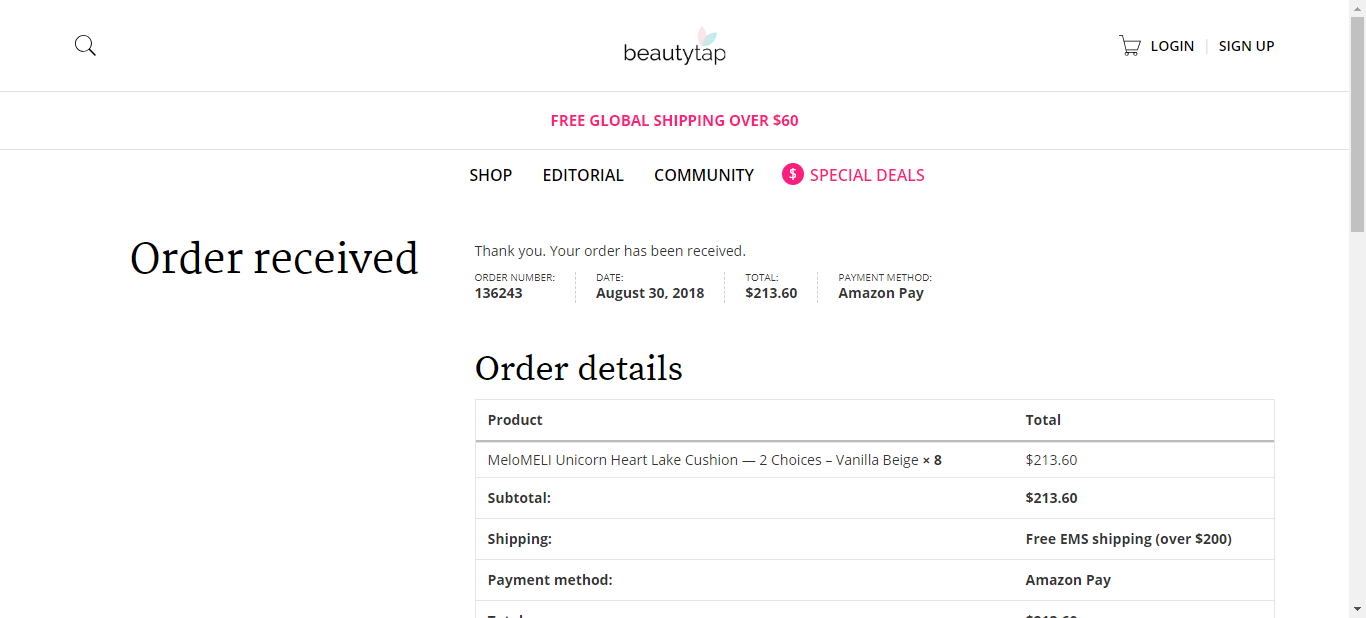 beautytap
LOGIN
SIGN UP
FREE GLOBAL SHIPPING OVER $60
SHOP
EDITORIAL
COMMUNITY
$ SPECIAL DEALS
Order received
Thank you. Your order has been received.
ORDER NUMBER:
136243
DATE:
August 30, 2018
TOTAL:
$213.60
PAYMENT METHOD:
Amazon Pay
Order details
Product Total
MeloMELI Unicorn Heart Lake Cushion — 2 Choices – Vanilla Beige × 8 $213.60
Subtotal: $213.60
Shipping: Free EMS shipping (over $200)
Payment method: Amazon Pay